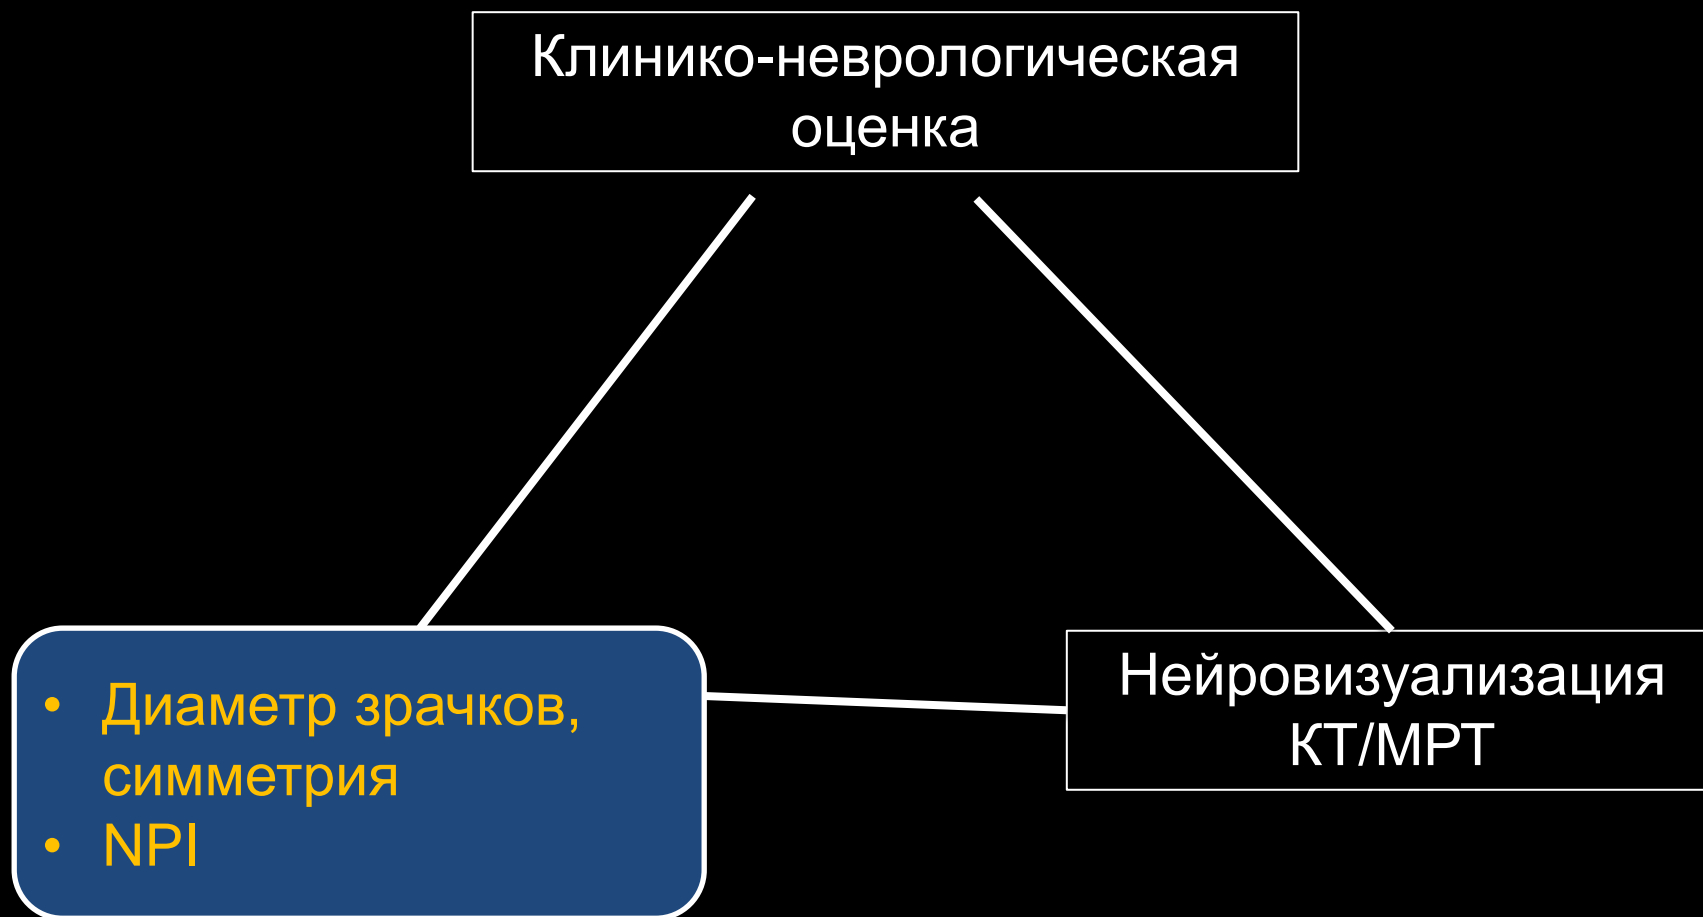 Клинико-неврологическая
оценка
• Диаметр зрачков,
симметрия
• NPI
Нейровизуализация
КТ/МРТ